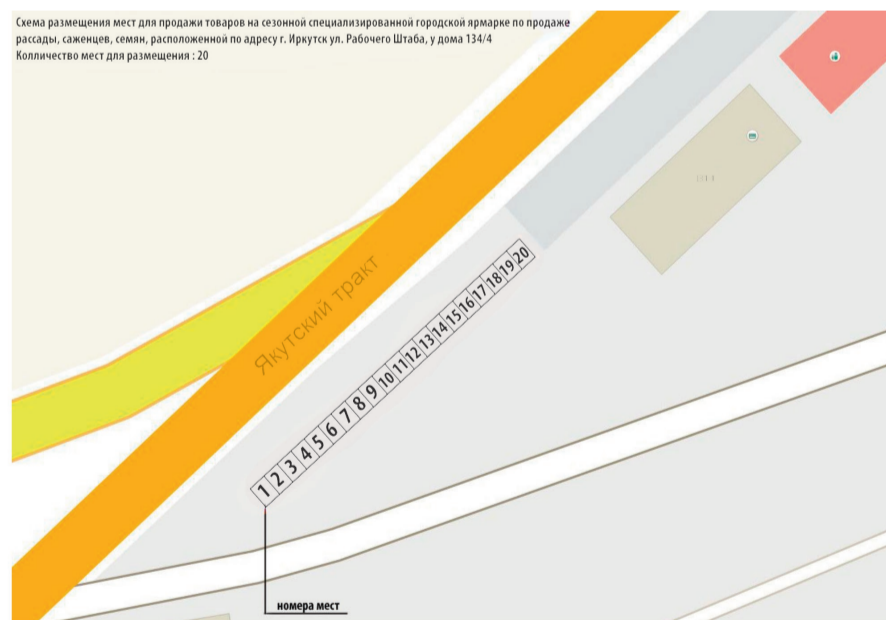 Схема размещения мест для продажи товаров на сезонной специализированной городской ярмарке по продаже
рассады, саженцев, семян, расположенной по адресу г. Иркутск ул. Рабочего Штаба, у дома 134/4
Колличество мест для размещения : 20
Якутский тракт
1 2 3 4 5 6 7 8 9 10 11 12 13 14 15 16 17 18 19 20
номера мест